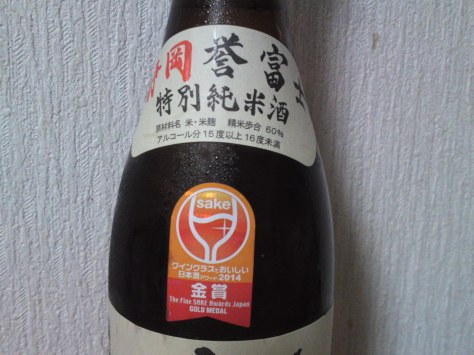 静岡 誉富士
特別純米酒
原材料名 米・米麹 精米歩合 60%
アルコール分 15度以上 16度未満
sake
ワイングラスでおいしい
日本酒アワード2014
金賞
The Fine SAKE Awards Japan
GOLD MEDAL